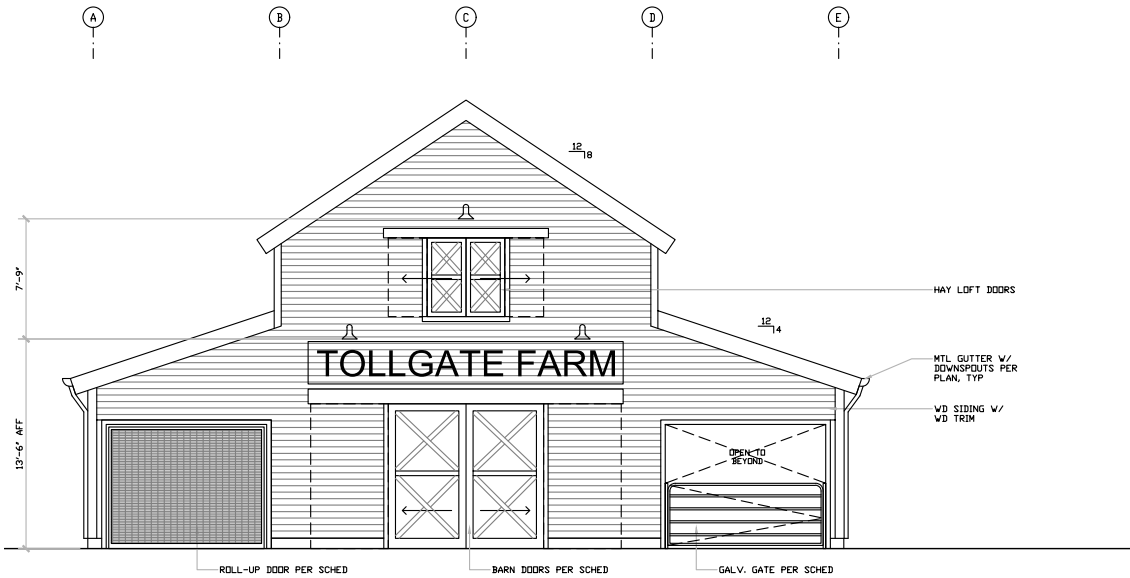 A
B
C
D
E
12
8
7'-9"
HAY LOFT DOORS
12
4
TOLLGATE FARM
MTL GUTTER W/
DOWNSPOUTS PER
PLAN, TYP
WD SIDING W/
WD TRIM
13'-6" AFF
OPEN TO
BEYOND
ROLL-UP DOOR PER SCHED
BARN DOORS PER SCHED
GALV. GATE PER SCHED